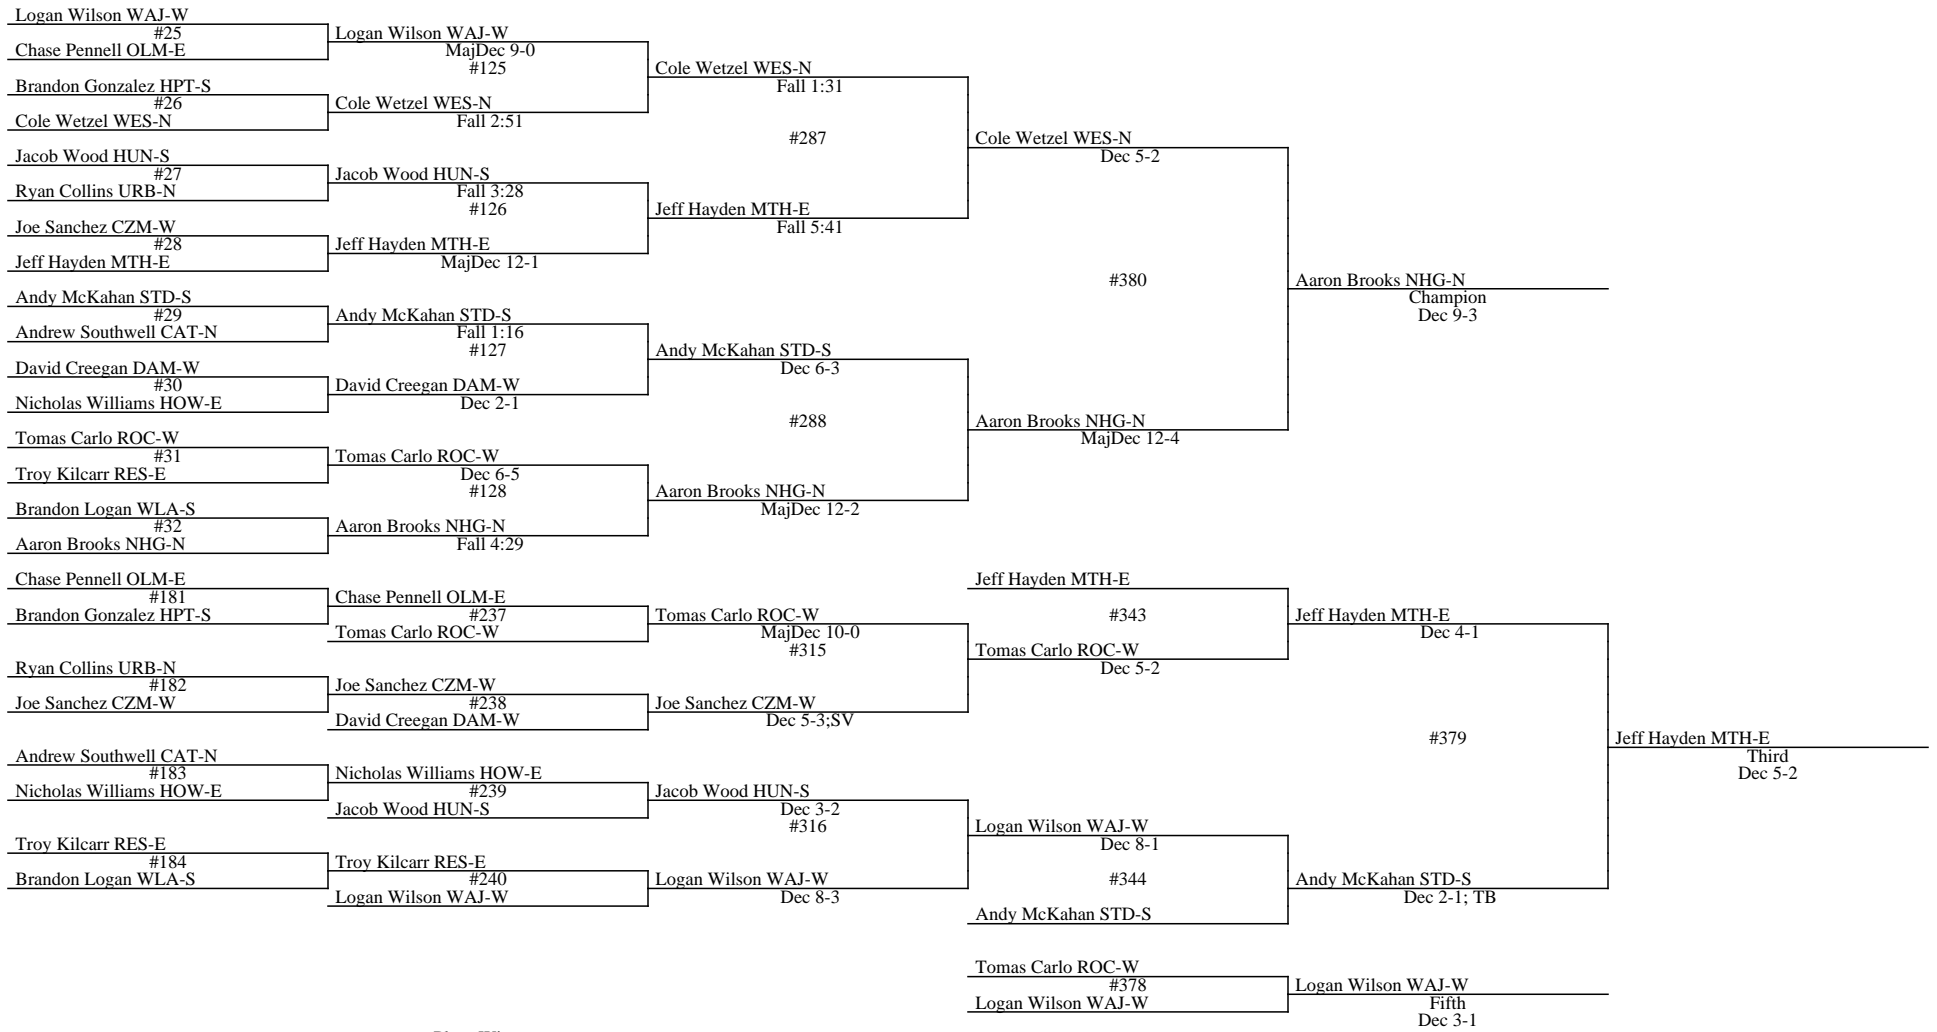 Logan Wilson WAJ-W
#25
Chase Pennell OLM-E
Brandon Gonzalez HPT-S
#26
Cole Wetzel WES-N
Jacob Wood HUN-S
#27
Ryan Collins URB-N
Joe Sanchez CZM-W
#28
Jeff Hayden MTH-E
Andy McKahan STD-S
#29
Andrew Southwell CAT-N
David Creegan DAM-W
#30
Nicholas Williams HOW-E
Tomas Carlo ROC-W
#31
Troy Kilcarr RES-E
Brandon Logan WLA-S
#32
Aaron Brooks NHG-N
Logan Wilson WAJ-W
MajDec 9-0
#125
Cole Wetzel WES-N
Fall 2:51
Jacob Wood HUN-S
Fall 3:28
#126
Jeff Hayden MTH-E
MajDec 12-1
Andy McKahan STD-S
Fall 1:16
#127
David Creegan DAM-W
Dec 2-1
Tomas Carlo ROC-W
Dec 6-5
#128
Aaron Brooks NHG-N
Fall 4:29
Cole Wetzel WES-N
Fall 1:31
#287
Jeff Hayden MTH-E
Fall 5:41
Andy McKahan STD-S
Dec 6-3
#288
Aaron Brooks NHG-N
MajDec 12-2
Cole Wetzel WES-N
Dec 5-2
#380
Aaron Brooks NHG-N
MajDec 12-4
Aaron Brooks NHG-N
Champion
Dec 9-3
Chase Pennell OLM-E
#181
Brandon Gonzalez HPT-S
Ryan Collins URB-N
#182
Joe Sanchez CZM-W
Andrew Southwell CAT-N
#183
Nicholas Williams HOW-E
Troy Kilcarr RES-E
#184
Brandon Logan WLA-S
Chase Pennell OLM-E
#237
Tomas Carlo ROC-W
Joe Sanchez CZM-W
#238
David Creegan DAM-W
Nicholas Williams HOW-E
#239
Jacob Wood HUN-S
Troy Kilcarr RES-E
#240
Logan Wilson WAJ-W
Tomas Carlo ROC-W
MajDec 10-0
#315
Joe Sanchez CZM-W
Dec 5-3;SV
Jacob Wood HUN-S
Dec 3-2
#316
Logan Wilson WAJ-W
Dec 8-3
Jeff Hayden MTH-E
#343
Tomas Carlo ROC-W
Dec 5-2
Logan Wilson WAJ-W
Dec 8-1
#344
Andy McKahan STD-S
Jeff Hayden MTH-E
Dec 4-1
#379
Andy McKahan STD-S
Dec 2-1; TB
Jeff Hayden MTH-E
Third
Dec 5-2
Tomas Carlo ROC-W
#378
Logan Wilson WAJ-W
Logan Wilson WAJ-W
Fifth
Dec 3-1